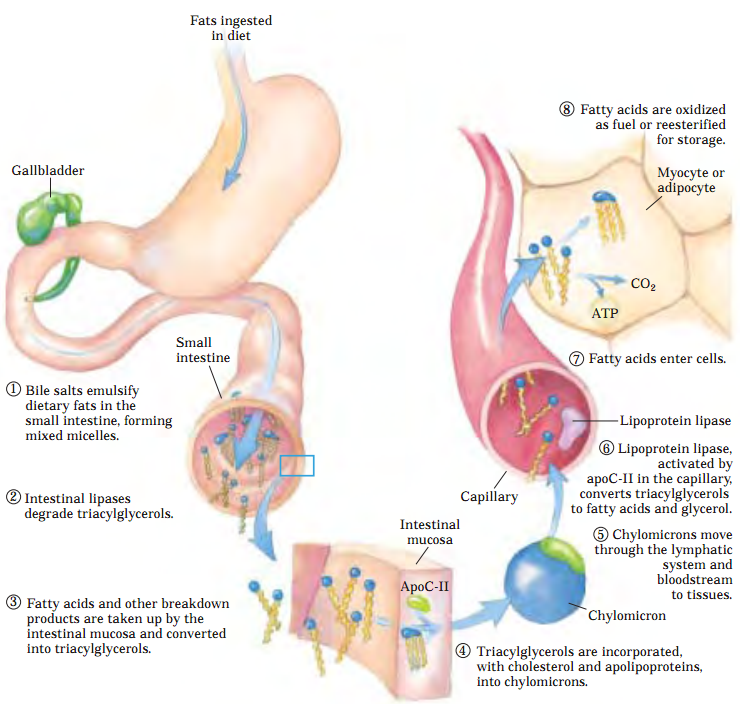 Fats ingested
in diet
Gallbladder
Small
intestine
① Bile salts emulsify
dietary fats in the
small intestine, forming
mixed micelles.
② Intestinal lipases
degrade triacylglycerols.
③ Fatty acids and other breakdown
products are taken up by the
intestinal mucosa and converted
into triacylglycerols.
Intestinal
mucosa
ApoC-II
④ Triacylglycerols are incorporated,
with cholesterol and apolipoproteins,
into chylomicrons.
Chylomicron
⑤ Chylomicrons move
through the lymphatic
system and
bloodstream
to tissues.
Capillary
Lipoprotein lipase
⑥ Lipoprotein lipase,
activated by
apoC-II in the capillary,
converts triacylglycerols
to fatty acids and glycerol.
⑦ Fatty acids enter cells.
⑧ Fatty acids are oxidized
as fuel or reesterified
for storage.
Myocyte or
adipocyte
CO₂
ATP